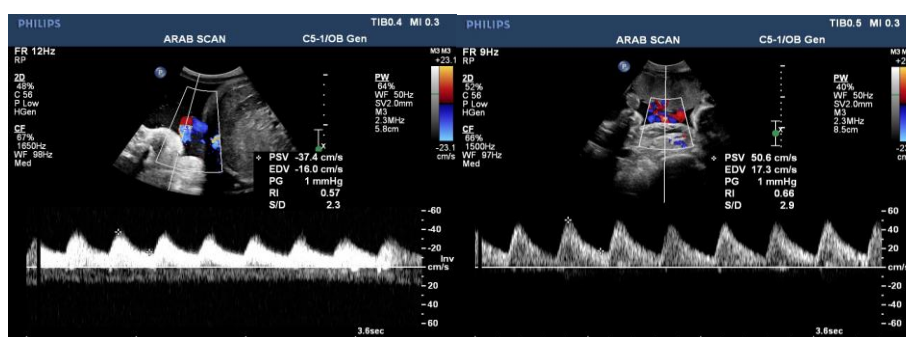 PHILIPS
TIB0.4 MI 0.3
ARAB SCAN
C5-1/OB Gen
FR 12Hz
RP
2D
48%
C 56
P Low
HGen
CF
67%
1650Hz
WF 98Hz
Med
M3 M3
+23.1
-23.1
cm/s
PW
64%
WF 50Hz
SV2.0mm
M3
2.3MHz
5.8cm
PSV -37.4 cm/s
EDV -16.0 cm/s
PG 1 mmHg
RI 0.57
S/D 2.3
-60
-40
-20
Inv
cm/s
-20
-40
-60
3.6sec
PHILIPS
TIB0.5 MI 0.3
ARAB SCAN
C5-1/OB Gen
FR 9Hz
RP
2D
52%
C 56
P Low
HGen
CF
66%
1500Hz
WF 97Hz
Med
PW
40%
WF 50Hz
SV2.0mm
M3
2.3MHz
8.5cm
PSV 50.6 cm/s
EDV 17.3 cm/s
PG 1 mmHg
RI 0.66
S/D 2.9
-60
-40
-20
cm/s
-20
-40
-60
3.6sec